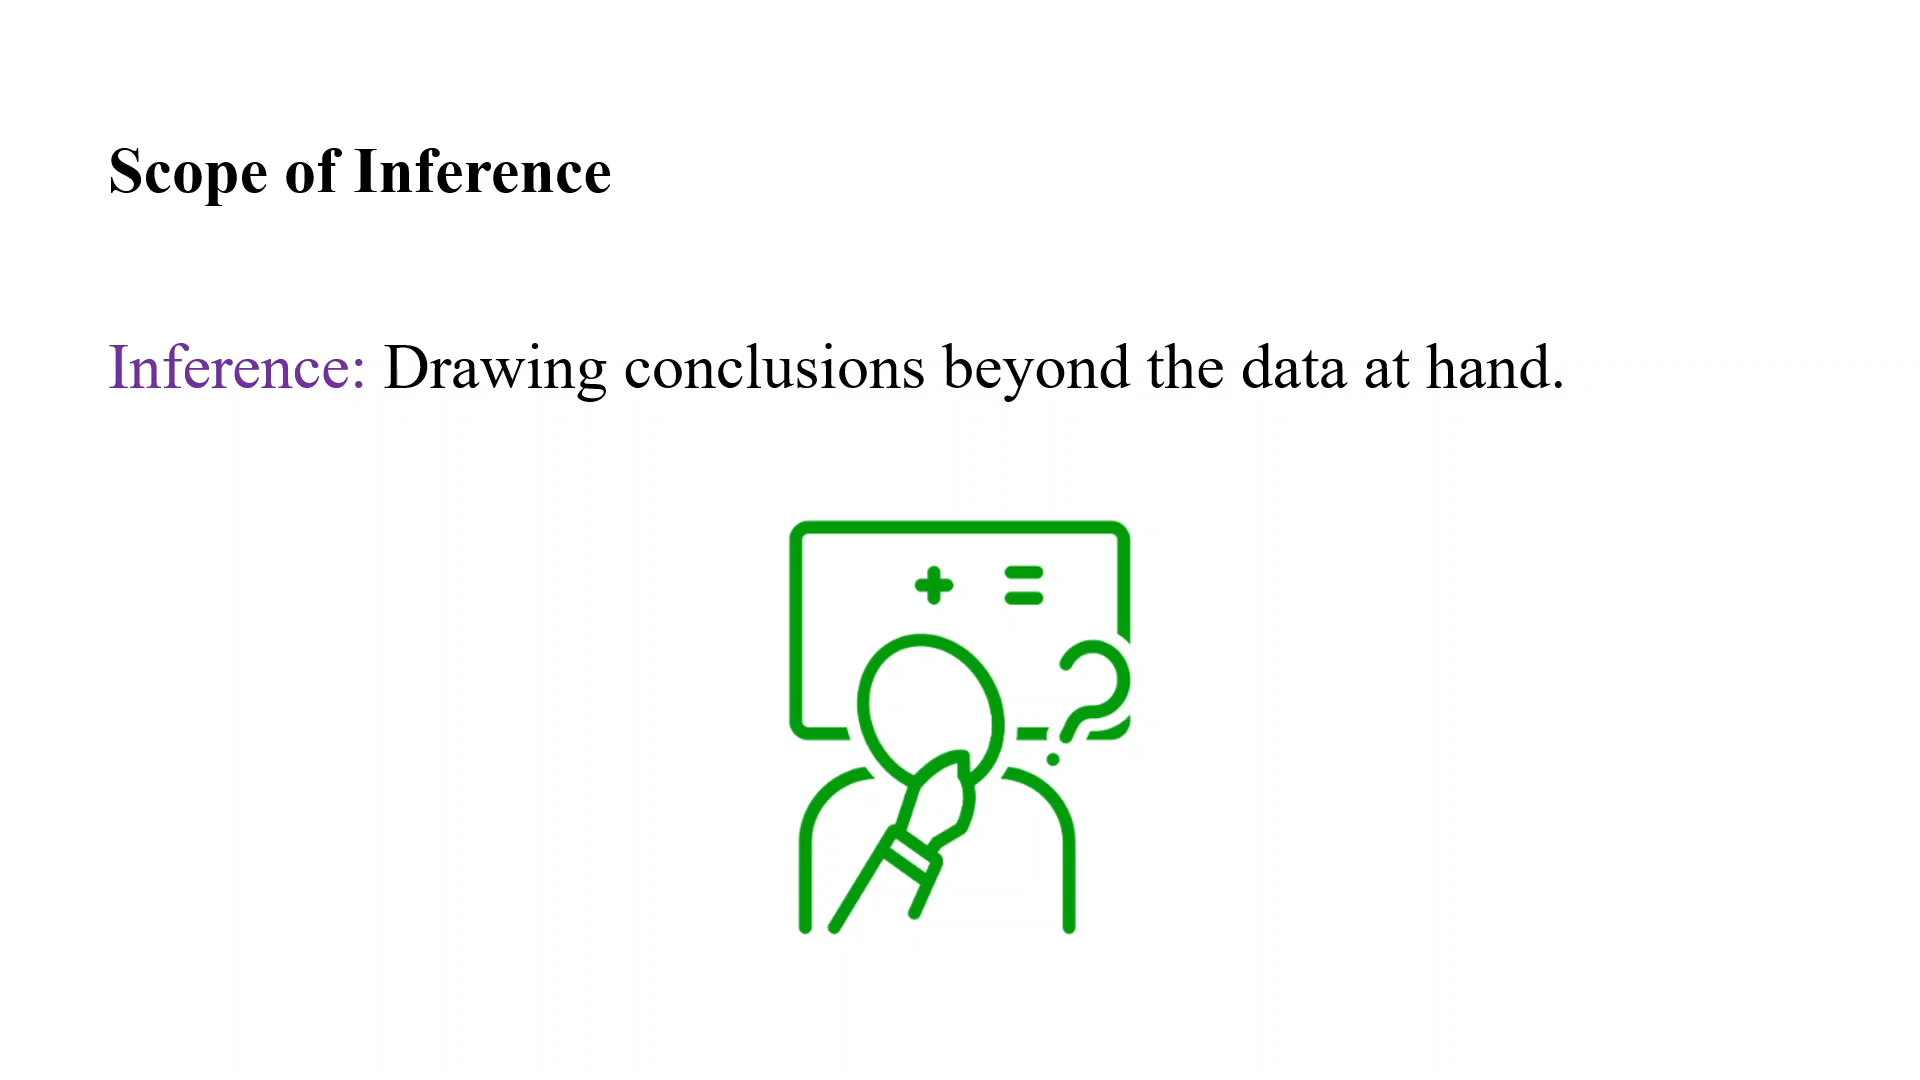 Scope of Inference
Inference: Drawing conclusions beyond the data at hand.
+ =
?